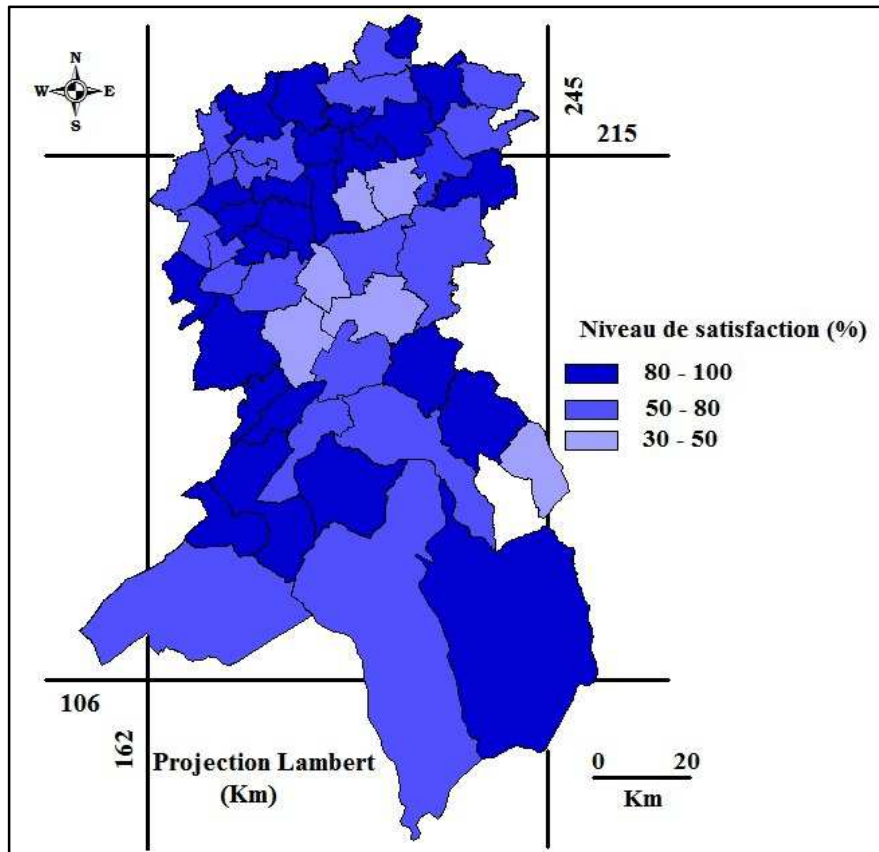 N
W E
S
245
215
Niveau de satisfaction (%)
80 - 100
50 - 80
30 - 50
106
162
Projection Lambert
(Km)
0 20
Km